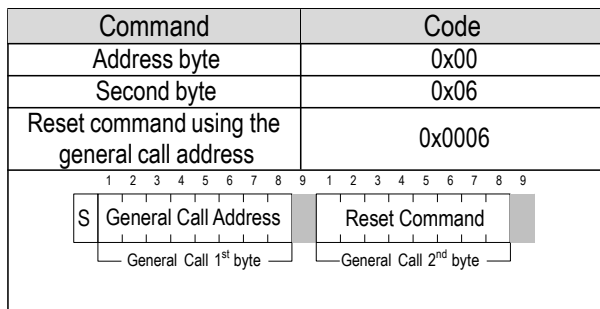 Command Code
Address byte 0x00
Second byte 0x06
Reset command using the
general call address 0x0006
1 2 3 4 5 6 7 8 9 1 2 3 4 5 6 7 8 9
S General Call Address Reset Command
General Call 1st byte General Call 2nd byte